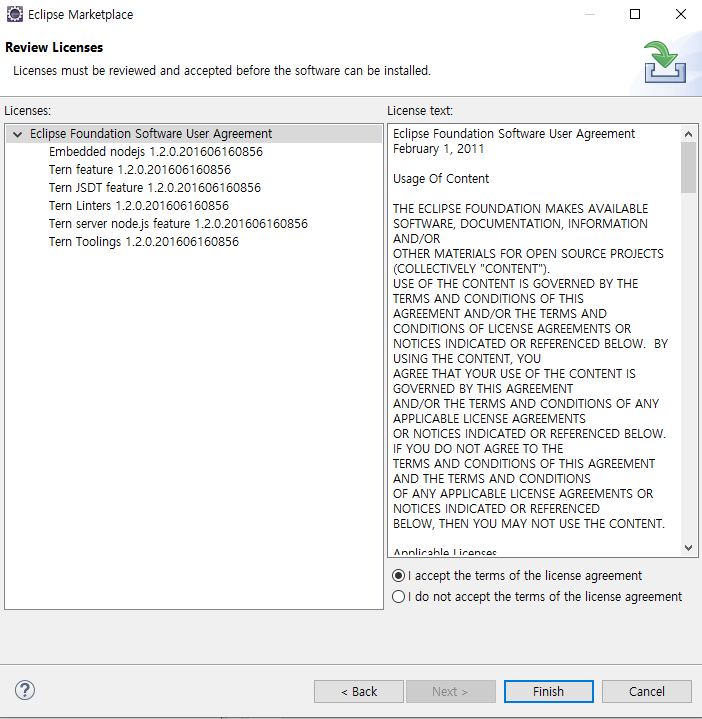 Eclipse Marketplace
Review Licenses
Licenses must be reviewed and accepted before the software can be installed.
Licenses:
Eclipse Foundation Software User Agreement
Embedded nodejs 1.2.0.201606160856
Tern feature 1.2.0.201606160856
Tern JSDT feature 1.2.0.201606160856
Tern Linters 1.2.0.201606160856
Tern server node.js feature 1.2.0.201606160856
Tern Toolings 1.2.0.201606160856
License text:
Eclipse Foundation Software User Agreement
February 1, 2011
Usage Of Content
THE ECLIPSE FOUNDATION MAKES AVAILABLE
SOFTWARE, DOCUMENTATION, INFORMATION
AND/OR
OTHER MATERIALS FOR OPEN SOURCE PROJECTS
(COLLECTIVELY "CONTENT").
USE OF THE CONTENT IS GOVERNED BY THE
TERMS AND CONDITIONS OF THIS
AGREEMENT AND/OR THE TERMS AND
CONDITIONS OF LICENSE AGREEMENTS OR
NOTICES INDICATED OR REFERENCED BELOW.  BY
USING THE CONTENT, YOU
AGREE THAT YOUR USE OF THE CONTENT IS
GOVERNED BY THIS AGREEMENT
AND/OR THE TERMS AND CONDITIONS OF ANY
APPLICABLE LICENSE AGREEMENTS
OR NOTICES INDICATED OR REFERENCED BELOW.
IF YOU DO NOT AGREE TO THE
TERMS AND CONDITIONS OF THIS AGREEMENT
AND THE TERMS AND CONDITIONS
OF ANY APPLICABLE LICENSE AGREEMENTS OR
NOTICES INDICATED OR REFERENCED
BELOW, THEN YOU MAY NOT USE THE CONTENT.
Applicable Licenses
I accept the terms of the license agreement
I do not accept the terms of the license agreement
?
< Back
Next >
Finish
Cancel